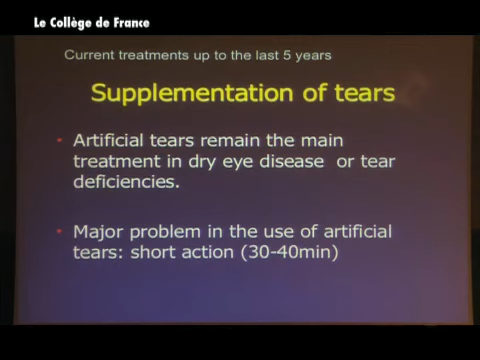 Le Collège de France
Current treatments up to the last 5 years
Supplementation of tears
Artificial tears remain the main
treatment in dry eye disease or tear
deficiencies.
Major problem in the use of artificial
tears: short action (30-40min)